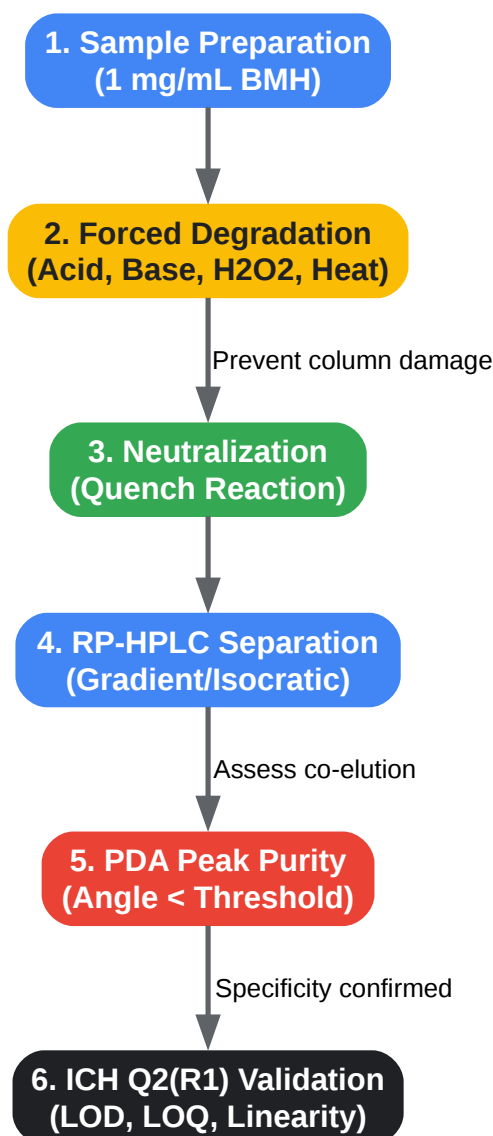 1. Sample Preparation
(1 mg/mL BMH)
2. Forced Degradation
(Acid, Base, H2O2, Heat)
Prevent column damage
3. Neutralization
(Quench Reaction)
4. RP-HPLC Separation
(Gradient/Isocratic)
Assess co-elution
5. PDA Peak Purity
(Angle < Threshold)
Specificity confirmed
6. ICH Q2(R1) Validation
(LOD, LOQ, Linearity)